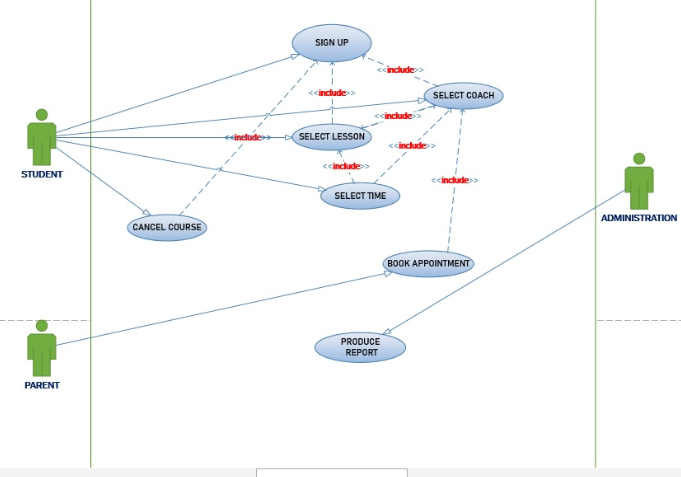 SIGN UP
<<include>>
SELECT COACH
<<include>>
<<include>>
<<include>>
SELECT LESSON
<<include>>
<<include>>
STUDENT
<<include>>
SELECT TIME
ADMINISTRATION
CANCEL COURSE
BOOK APPOINTMENT
PRODUCE
REPORT
PARENT